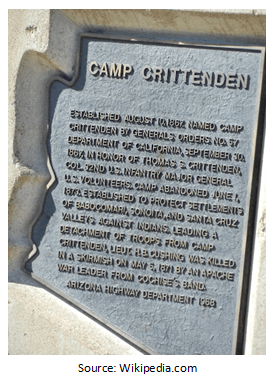 CAMP CRITTENDEN
ESTABLISHED AUGUST 10, 1867, NAMED CAMP
CRITTENDEN BY GENERAL'S ORDERS NO. 57
DEPARTMENT OF CALIFORNIA, SEPTEMBER 30,
1867, IN HONOR OF THOMAS S. CRITTENDEN,
COL. 32ND U.S. INFANTRY MAJOR GENERAL
U.S. VOLUNTEERS. CAMP ABANDONED JUNE 1,
1873. ESTABLISHED TO PROTECT SETTLEMENTS
OF BABOCOMARI, SONOITA, AND SANTA CRUZ
VALLEYS AGAINST INDIANS. LEADING A
DETACHMENT OF TROOPS FROM CAMP
CRITTENDEN, LIEUT. H.B. CUSHING WAS KILLED
IN A SKIRMISH ON MAY 5, 1871 BY AN APACHE
WAR LEADER FROM COCHISE'S BAND.
ARIZONA HIGHWAY DEPARTMENT 1968
Source: Wikipedia.com